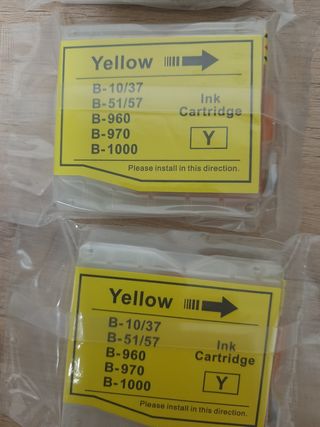 Yellow
B-10/37
B-51/57
B-960
B-970
B-1000
Ink
Cartridge
Y
Please install in this direction.
Yellow
B-10/37
B-51/57
B-960
B-970
B-1000
Ink
Cartridge
Y
Please install in this direction.